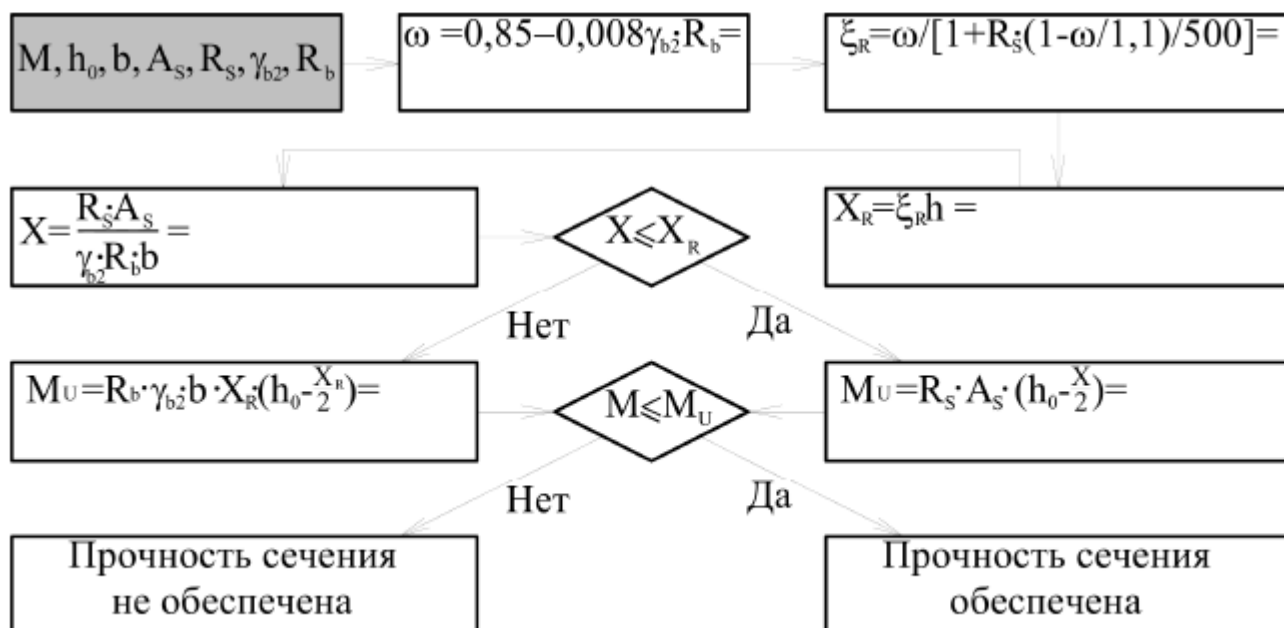 M, h₀, b, A_S, R_S, γ_b2, R_b
ω =0,85–0,008γ_b2·R_b=
ξ_R=ω/[1+R_S·(1-ω/1,1)/500]=
X=R_S·A_S/γ_b2·R_b·b=
X⩽X_R
X_R=ξ_Rh =
Нет
Да
M_U=R_b·γ_b2·b·X_R·(h₀-X_R/2)=
M⩽M_U
M_U=R_S·A_S·(h₀-X/2)=
Нет
Да
Прочность сечения
не обеспечена
Прочность сечения
обеспечена